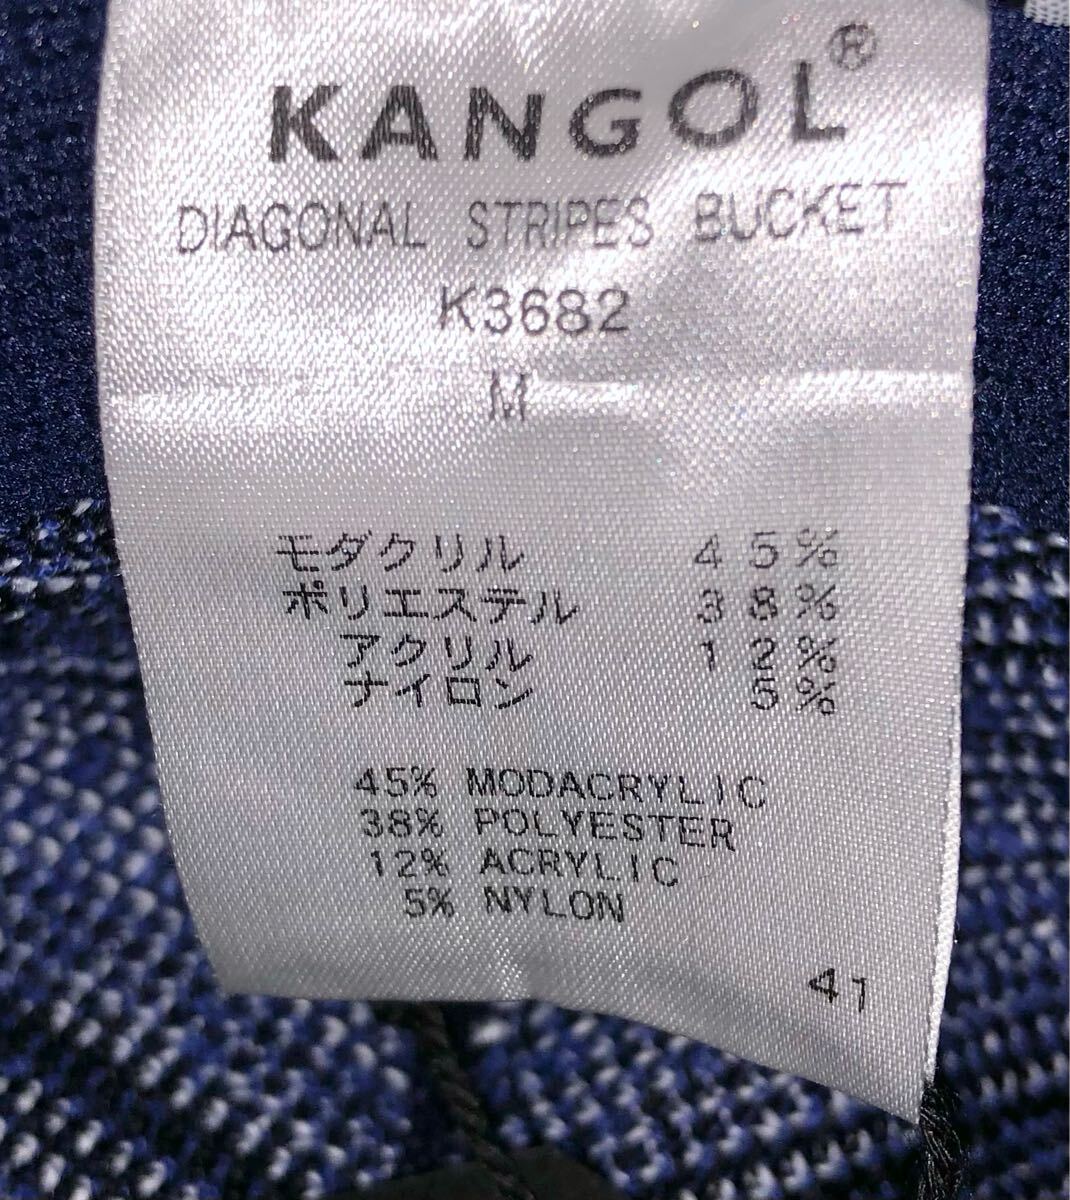 KANGOL®
DIAGONAL STRIPES BUCKET
K3682
M
モダクリル 45%
ポリエステル 38%
アクリル 12%
ナイロン 5%
45% MODACRYLIC
38% POLYESTER
12% ACRYLIC
5% NYLON
41